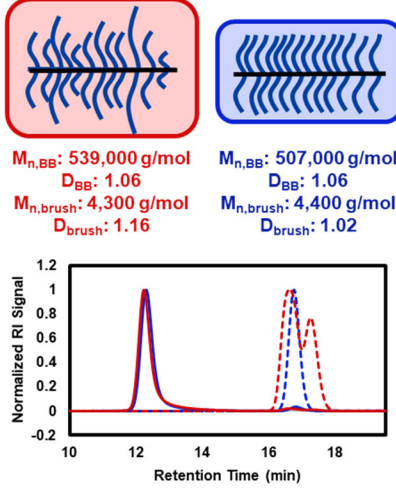 Mn,BB: 539,000 g/mol
DBB: 1.06
Mn,brush: 4,300 g/mol
Dbrush: 1.16
Mn,BB: 507,000 g/mol
DBB: 1.06
Mn,brush: 4,400 g/mol
Dbrush: 1.02
Normalized RI Signal
1.2
1
0.8
0.6
0.4
0.2
0
-0.2
10
12
14
16
18
Retention Time (min)